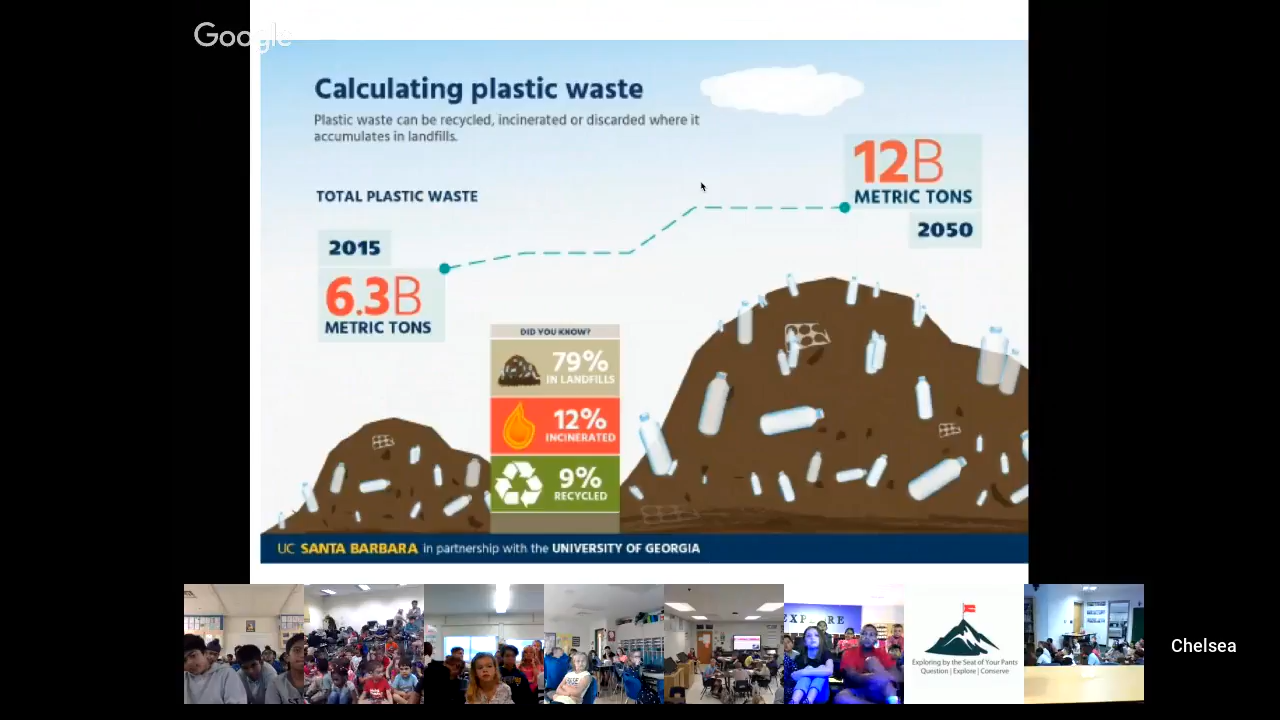 Google
Calculating plastic waste
Plastic waste can be recycled, incinerated or discarded where it
accumulates in landfills.
TOTAL PLASTIC WASTE
2015
6.3B
METRIC TONS
12B
METRIC TONS
2050
DID YOU KNOW?
79%
IN LANDFILLS
12%
INCINERATED
9%
RECYCLED
UC SANTA BARBARA in partnership with the UNIVERSITY OF GEORGIA
Exploring by the Seat of Your Pants
Question | Explore | Conserve
Chelsea